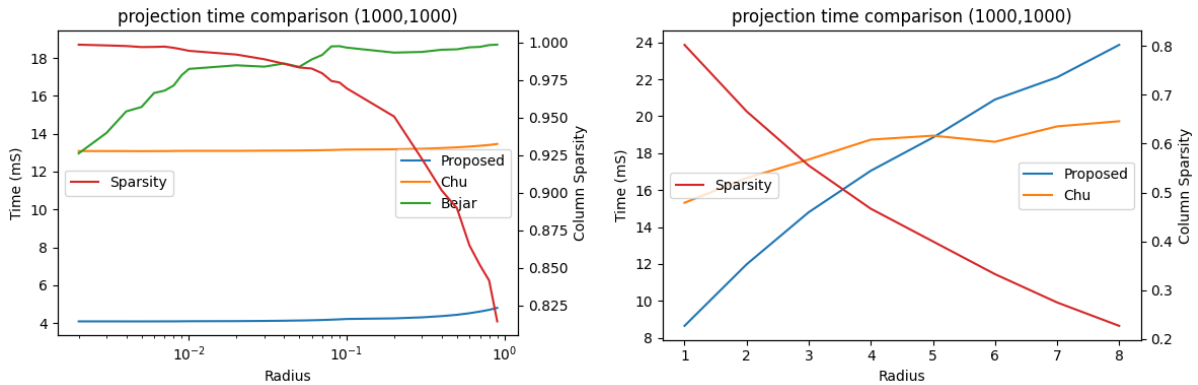 projection time comparison (1000,1000)
18
16
14
12
10
8
6
4
Time (mS)
1.000
0.975
0.950
0.925
0.900
0.875
0.850
0.825
Column Sparsity
Sparsity
Proposed
Chu
Bejar
10⁻² 10⁻¹ 10⁰
Radius
projection time comparison (1000,1000)
24
22
20
18
16
14
12
10
8
Time (mS)
0.8
0.7
0.6
0.5
0.4
0.3
0.2
Column Sparsity
Sparsity
Proposed
Chu
1 2 3 4 5 6 7 8
Radius